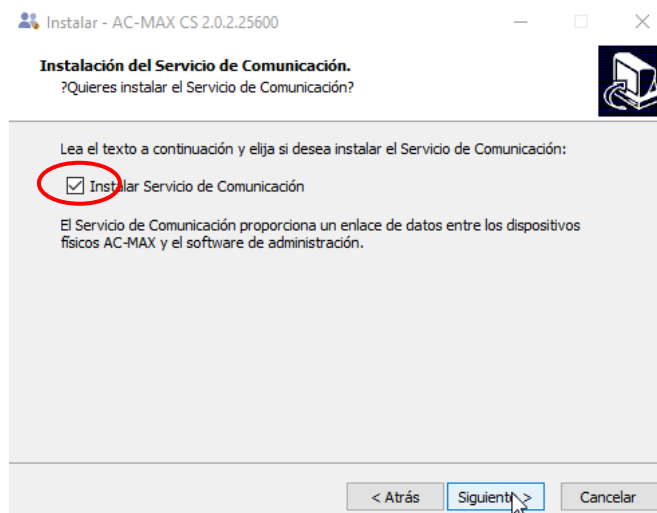 Instalar - AC-MAX CS 2.0.2.25600
Instalación del Servicio de Comunicación.
?Quieres instalar el Servicio de Comunicación?
Lea el texto a continuación y elija si desea instalar el Servicio de Comunicación:
Instalar Servicio de Comunicación
El Servicio de Comunicación proporciona un enlace de datos entre los dispositivos
físicos AC-MAX y el software de administración.
< Atrás
Siguiente >
Cancelar